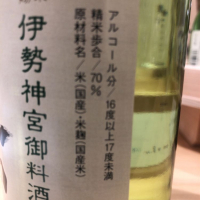 アルコール分／16度以上17度未満
精米歩合／70%
原材料名／米(国産)・米麹(国産米)
伊勢神宮御料酒